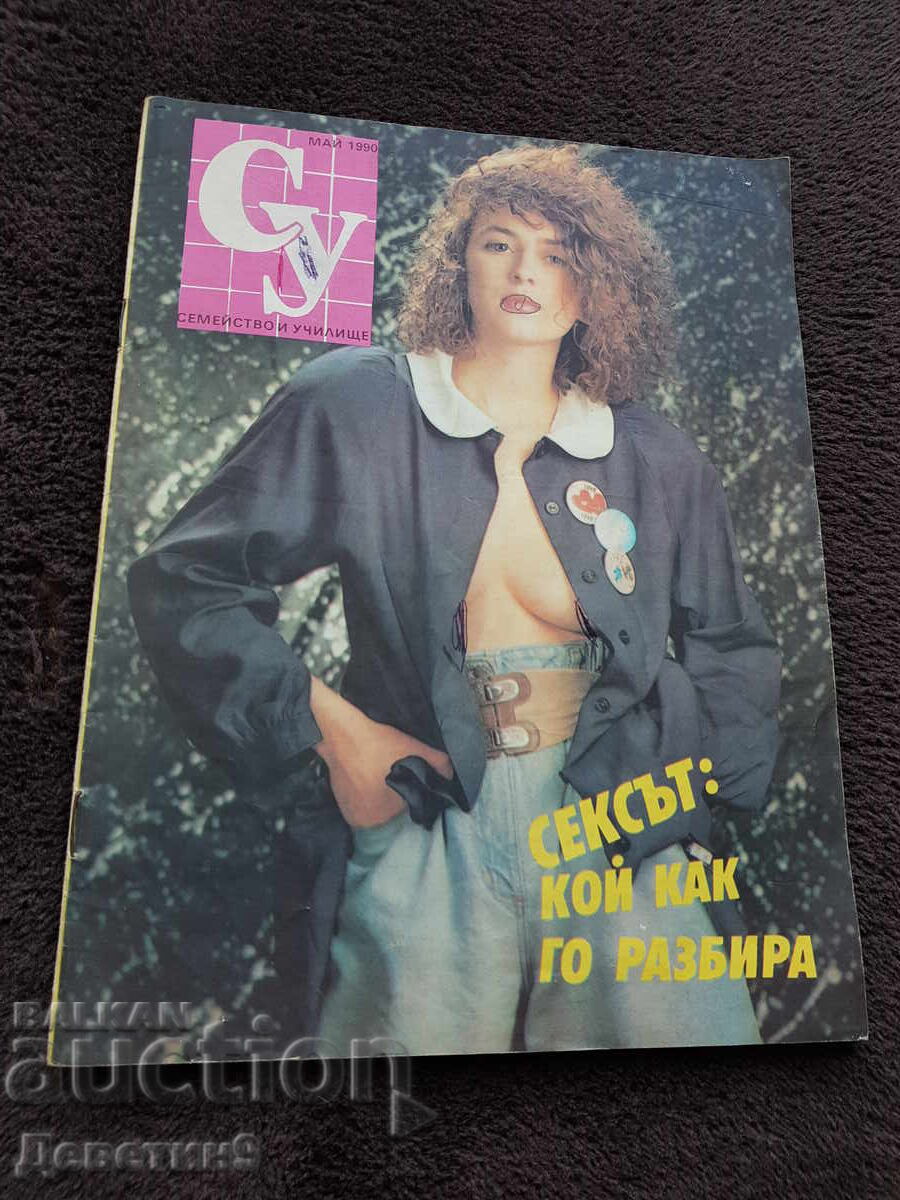 МАЙ 1990
СУ
СЕМЕЙСТВО И УЧИЛИЩЕ
СЕКСЪТ:
КОЙ КАК
ГО РАЗБИРА
BALKAN
auction
Деветин9